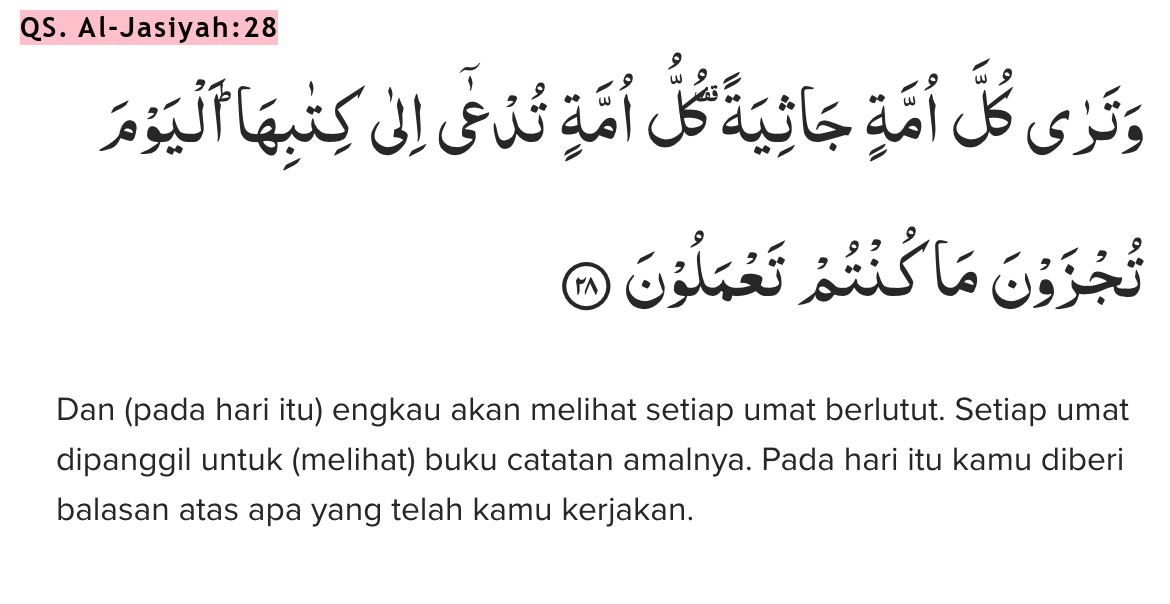 QS. Al-Jasiyah:28
وَتَرٰى كُلَّ اُمَّةٍ جَاثِيَةً ۗكُلُّ اُمَّةٍ تُدْعٰٓى اِلٰى كِتٰبِهَاۗ اَلْيَوْمَ
تُجْزَوْنَ مَا كُنْتُمْ تَعْمَلُوْنَ ٢٨
Dan (pada hari itu) engkau akan melihat setiap umat berlutut. Setiap umat
dipanggil untuk (melihat) buku catatan amalnya. Pada hari itu kamu diberi
balasan atas apa yang telah kamu kerjakan.